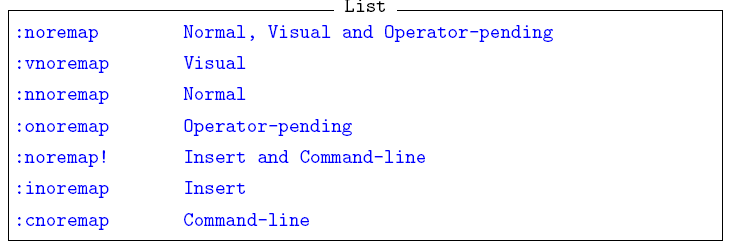 List
:noremap Normal, Visual and Operator-pending
:vnoremap Visual
:nnoremap Normal
:onoremap Operator-pending
:noremap! Insert and Command-line
:inoremap Insert
:cnoremap Command-line